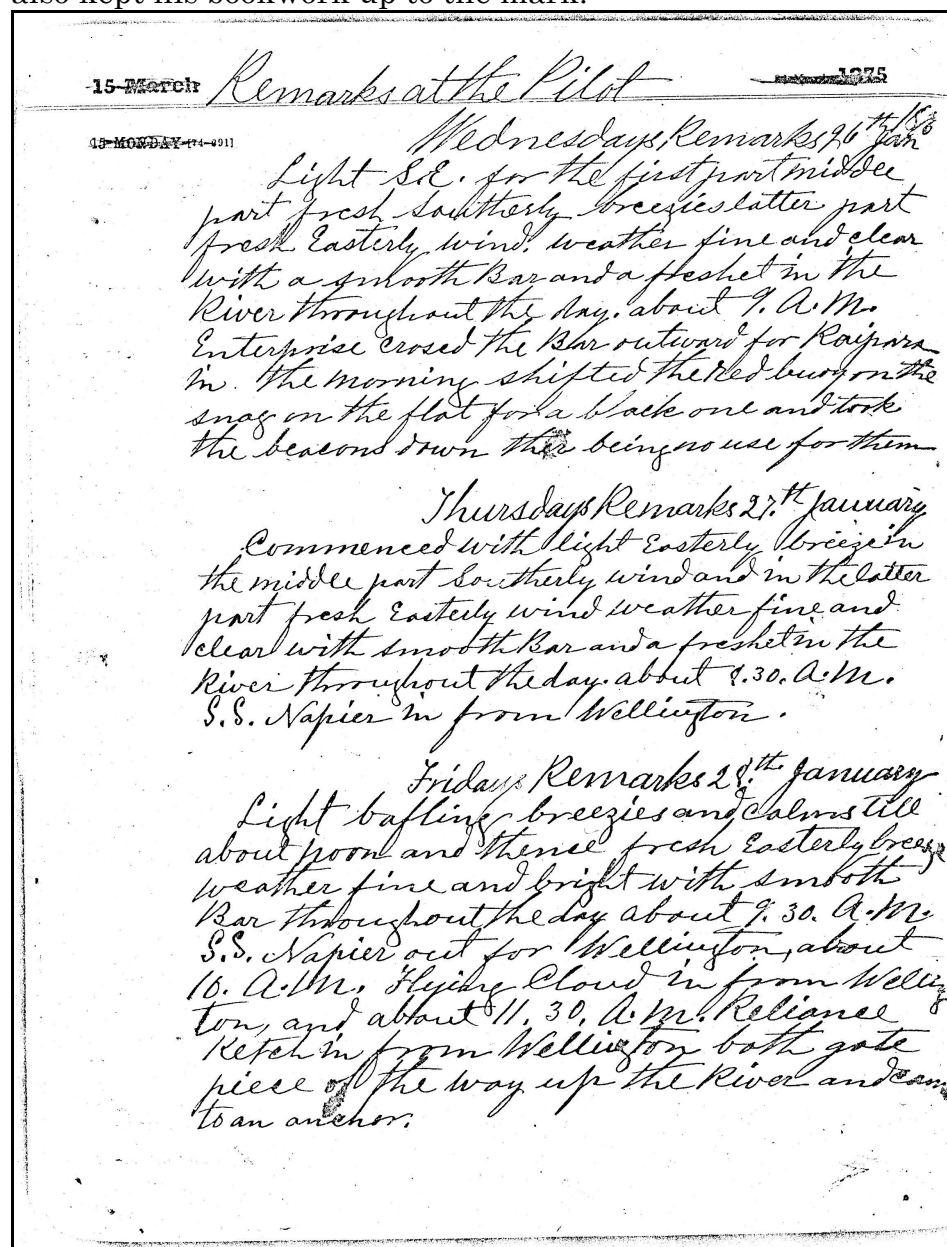 also kept his bookwork up to the mark.
15 March Remarks at the Pilot 1875
15 MONDAY [74-291]
Wednesdays Remarks 26th Jan
Light S.E. for the first part middle
part fresh Southerly breezies latter part
fresh Easterly wind. weather fine and clear
with a smooth Bar and a freshet in the
River throughout the day. about 9. A.M.
Enterprise crosed the Bar outward for Kaipara
in the morning shifted the Red buoy on the
snag on the flat for a black one and took
the beacons down ther being no use for them
Thursdays Remarks 27.th January
Commenced with light Easterly breeze in
the middle part Southerly wind and in the latter
part fresh Easterly wind weather fine and
clear with smooth Bar and a freshet in the
River throughout the day. about 9.30. A.M.
S.S. Napier in from Wellington.
Fridays Remarks 28.th January
Light bafling breezies and calms till
about noon and thence fresh Easterly breeze
weather fine and bright with smooth
Bar throughout the day about 9. 30. A.M.
S.S. Napier out for Wellington, about
10. A.M. Flying Cloud in from Welling
ton, and about 11. 30. A.M. Reliance
Ketch in from Wellington both gote
piece of the way up the River and cam
to an anchor.